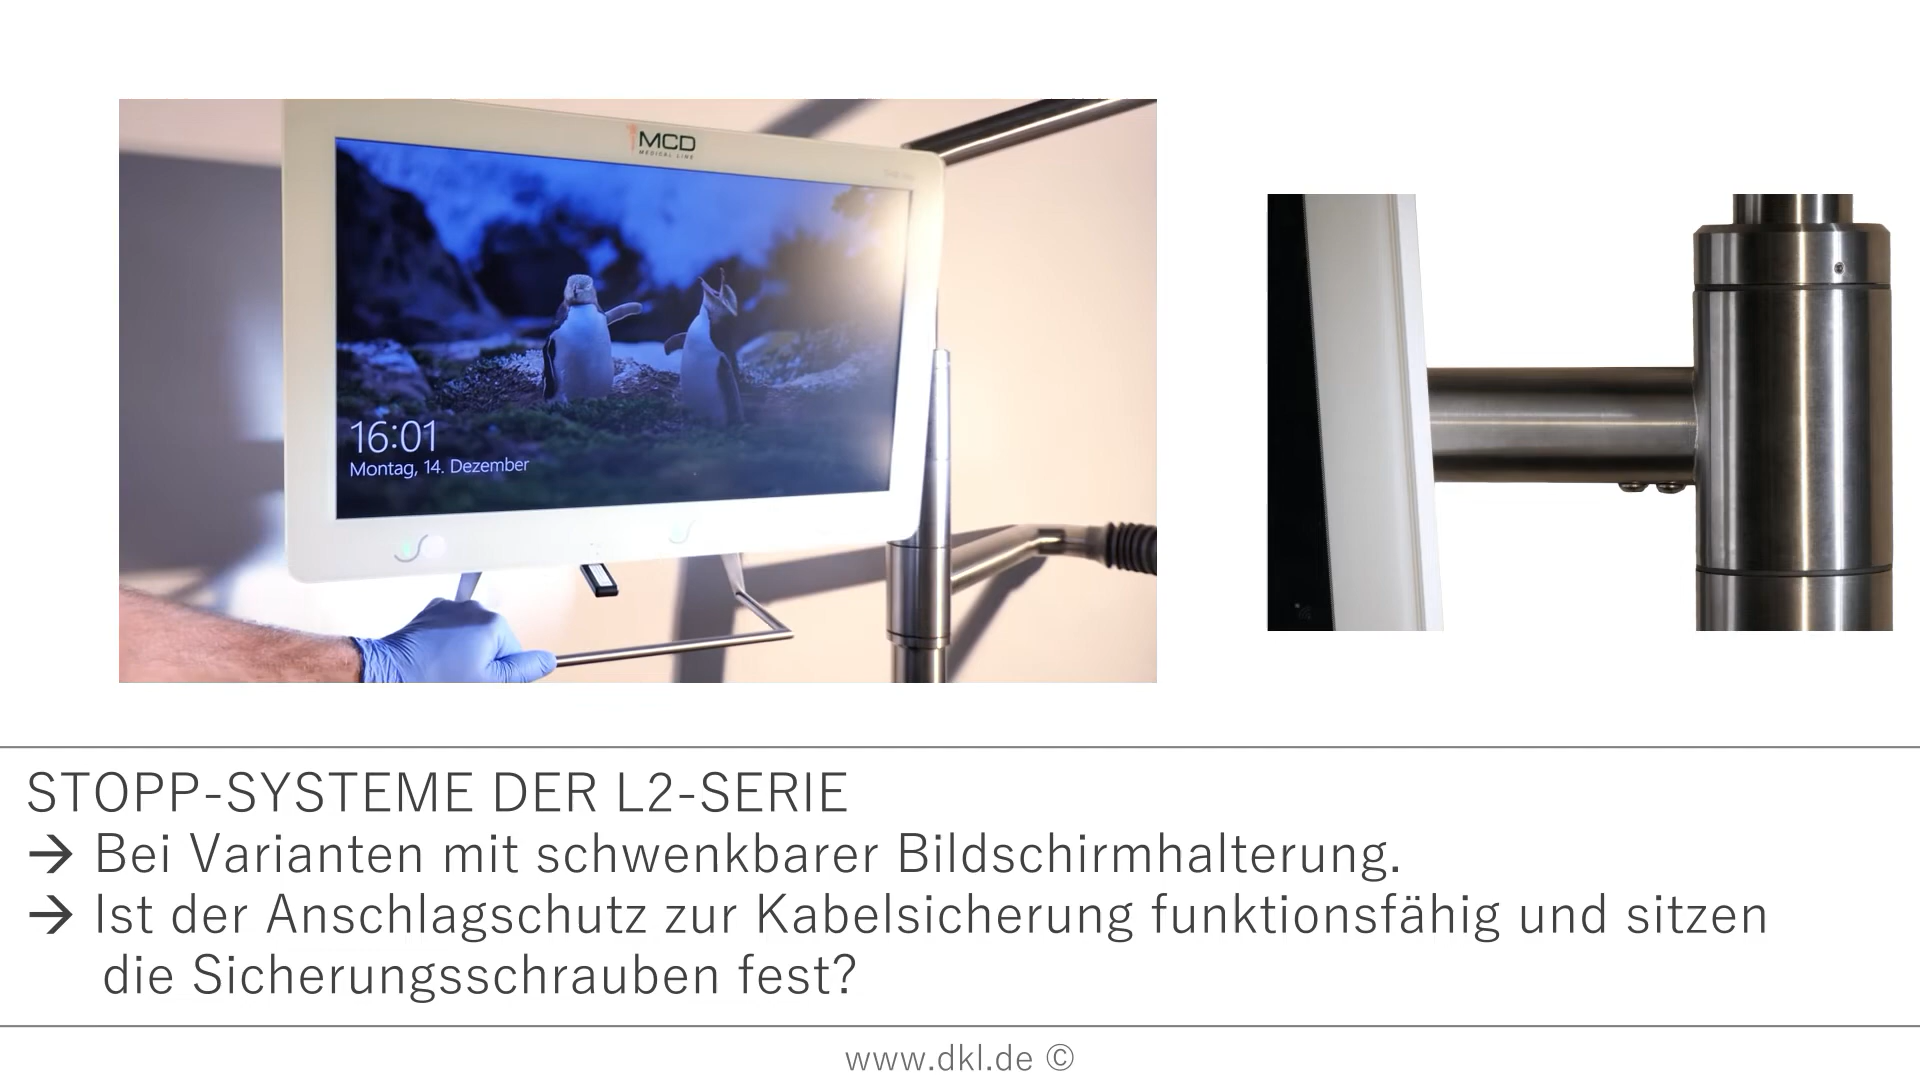 MCD
MEDICAL LINE
16:01
Montag, 14. Dezember
STOPP-SYSTEME DER L2-SERIE
→ Bei Varianten mit schwenkbarer Bildschirmhalterung.
→ Ist der Anschlagschutz zur Kabelsicherung funktionsfähig und sitzen
die Sicherungsschrauben fest?
www.dkl.de ©